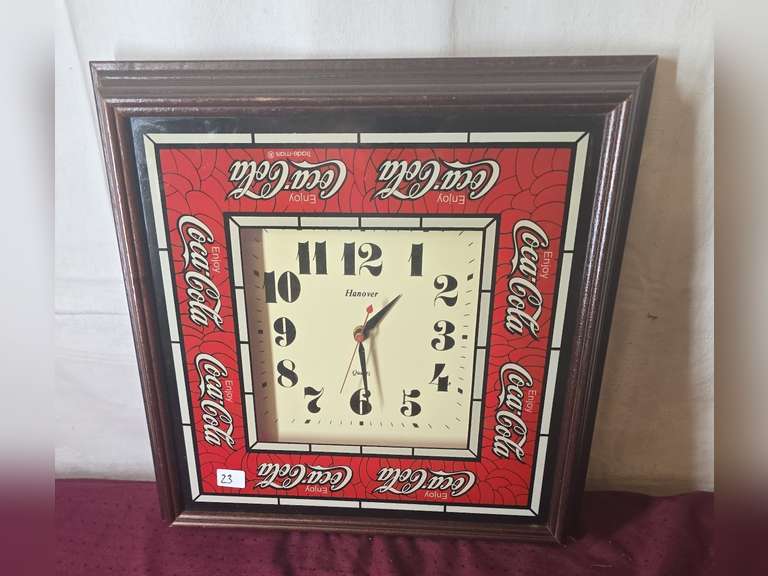 Enjoy
Coca-Cola
Trade-mark ®
Enjoy
Coca-Cola
Enjoy
Coca-Cola
Enjoy
Coca-Cola
11 12 1
10 2
Hanover
9 3
Quartz
8 4
7 6 5
Enjoy
Coca-Cola
Enjoy
Coca-Cola
Enjoy
Coca-Cola
Enjoy
Coca-Cola
23